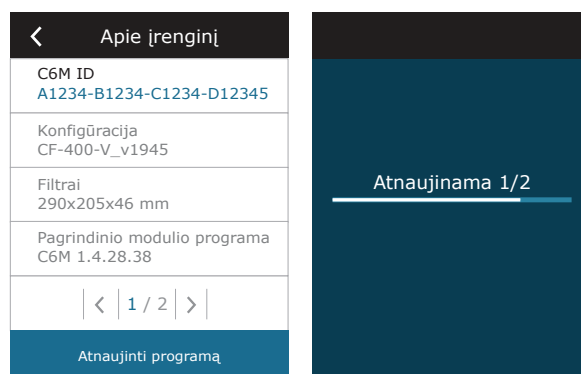 Apie įrenginį
C6M ID
A1234-B1234-C1234-D12345
Konfigūracija
CF-400-V_v1945
Filtrai
290x205x46 mm
Pagrindinio modulio programa
C6M 1.4.28.38
1 / 2
Atnaujinti programą
Atnaujinama 1/2